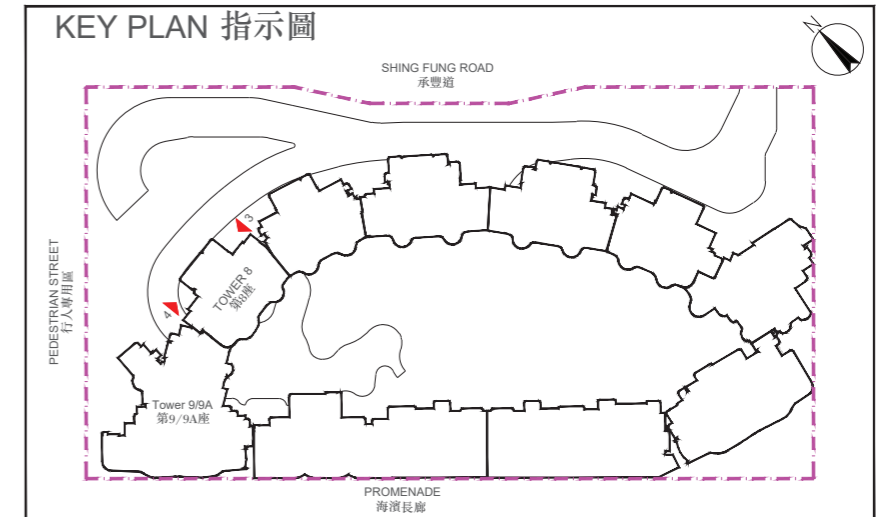 KEY PLAN 指示圖
N
SHING FUNG ROAD
承豐道
PEDESTRIAN STREET
行人專用區
3
TOWER 8
第8座
4
Tower 9/9A
第9/9A座
PROMENADE
海濱長廊